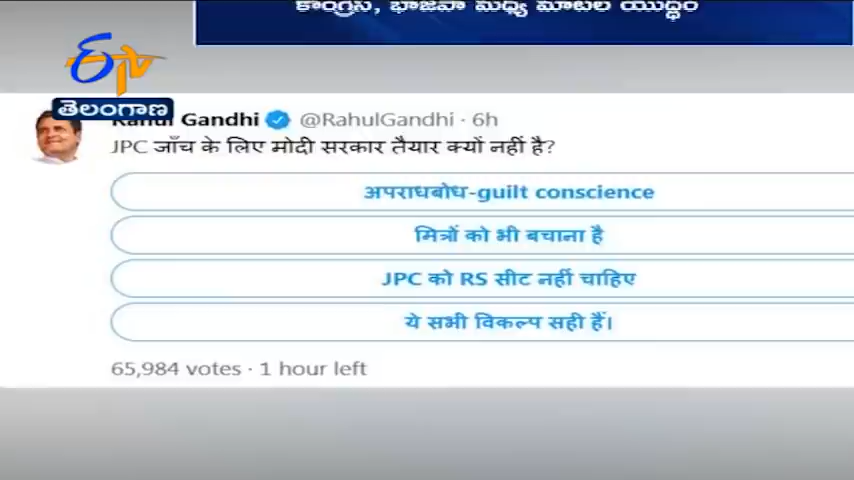 కాంగ్రెస్, భాజపా మధ్య మాటల యుద్ధం
ETV
తెలంగాణ
Rahul Gandhi @RahulGandhi · 6h
JPC जाँच के लिए मोदी सरकार तैयार क्यों नहीं है?
अपराधबोध-guilt conscience
मित्रों को भी बचाना है
JPC को RS सीट नहीं चाहिए
ये सभी विकल्प सही हैं।
65,984 votes · 1 hour left